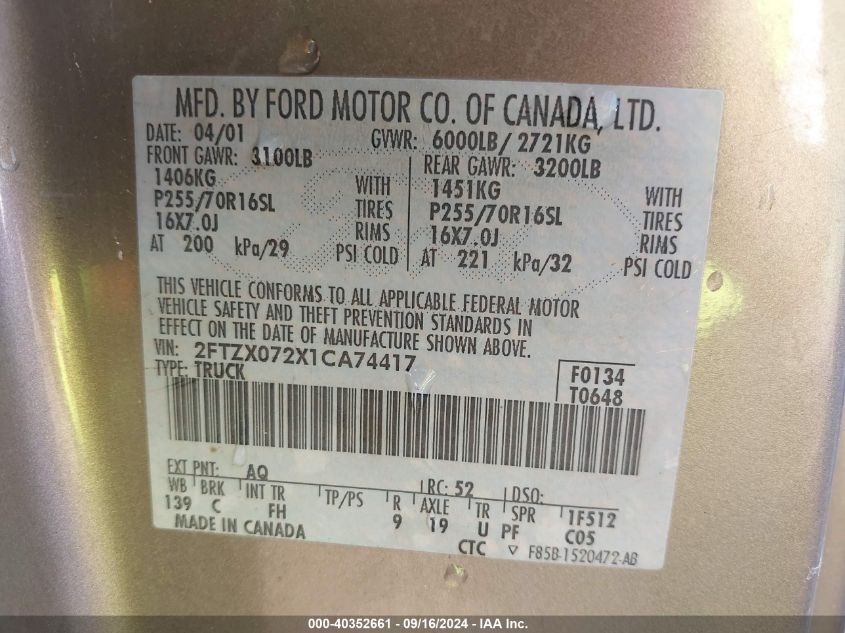 MFD. BY FORD MOTOR CO. OF CANADA, LTD.
DATE: 04/01 GVWR: 6000LB/ 2721KG
FRONT GAWR: 3100LB REAR GAWR: 3200LB
1406KG WITH 1451KG WITH
P255/70R16SL TIRES P255/70R16SL TIRES
16X7.0J RIMS 16X7.0J RIMS
AT 200 kPa/29 PSI COLD AT 221 kPa/32 PSI COLD
THIS VEHICLE CONFORMS TO ALL APPLICABLE FEDERAL MOTOR
VEHICLE SAFETY AND THEFT PREVENTION STANDARDS IN
EFFECT ON THE DATE OF MANUFACTURE SHOWN ABOVE.
VIN: 2FTZX072X1CA74417
TYPE: TRUCK
F0134
T0648
EXT PNT: AQ RC: 52 DSO:
WB BRK INT TR TP/PS R AXLE TR SPR 1F512
139 C FH 9 19 U PF C05
MADE IN CANADA CTC ▽ F85B-1520472-AB
000-40352661 - 09/16/2024 - IAA Inc.